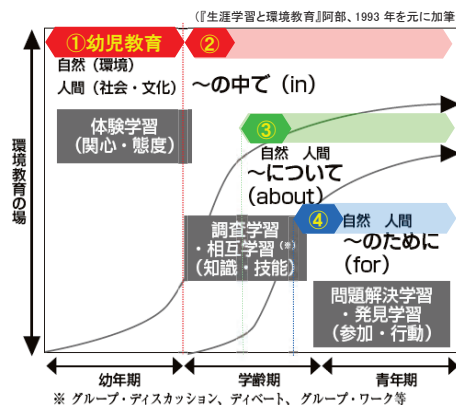 (『生涯学習と環境教育』阿部、1993 年を元に加筆
①幼児教育
②
自然（環境）
人間（社会・文化）
～の中で（in）
体験学習
（関心・態度）
③
自然 人間
～について
（about）
環境教育の場
調査学習
・相互学習（※）
（知識・技能）
④
自然 人間
～のために
（for）
問題解決学習
・発見学習
（参加・行動）
幼年期
学齢期
青年期
※ グループ・ディスカッション、ディベート、グループ・ワーク等